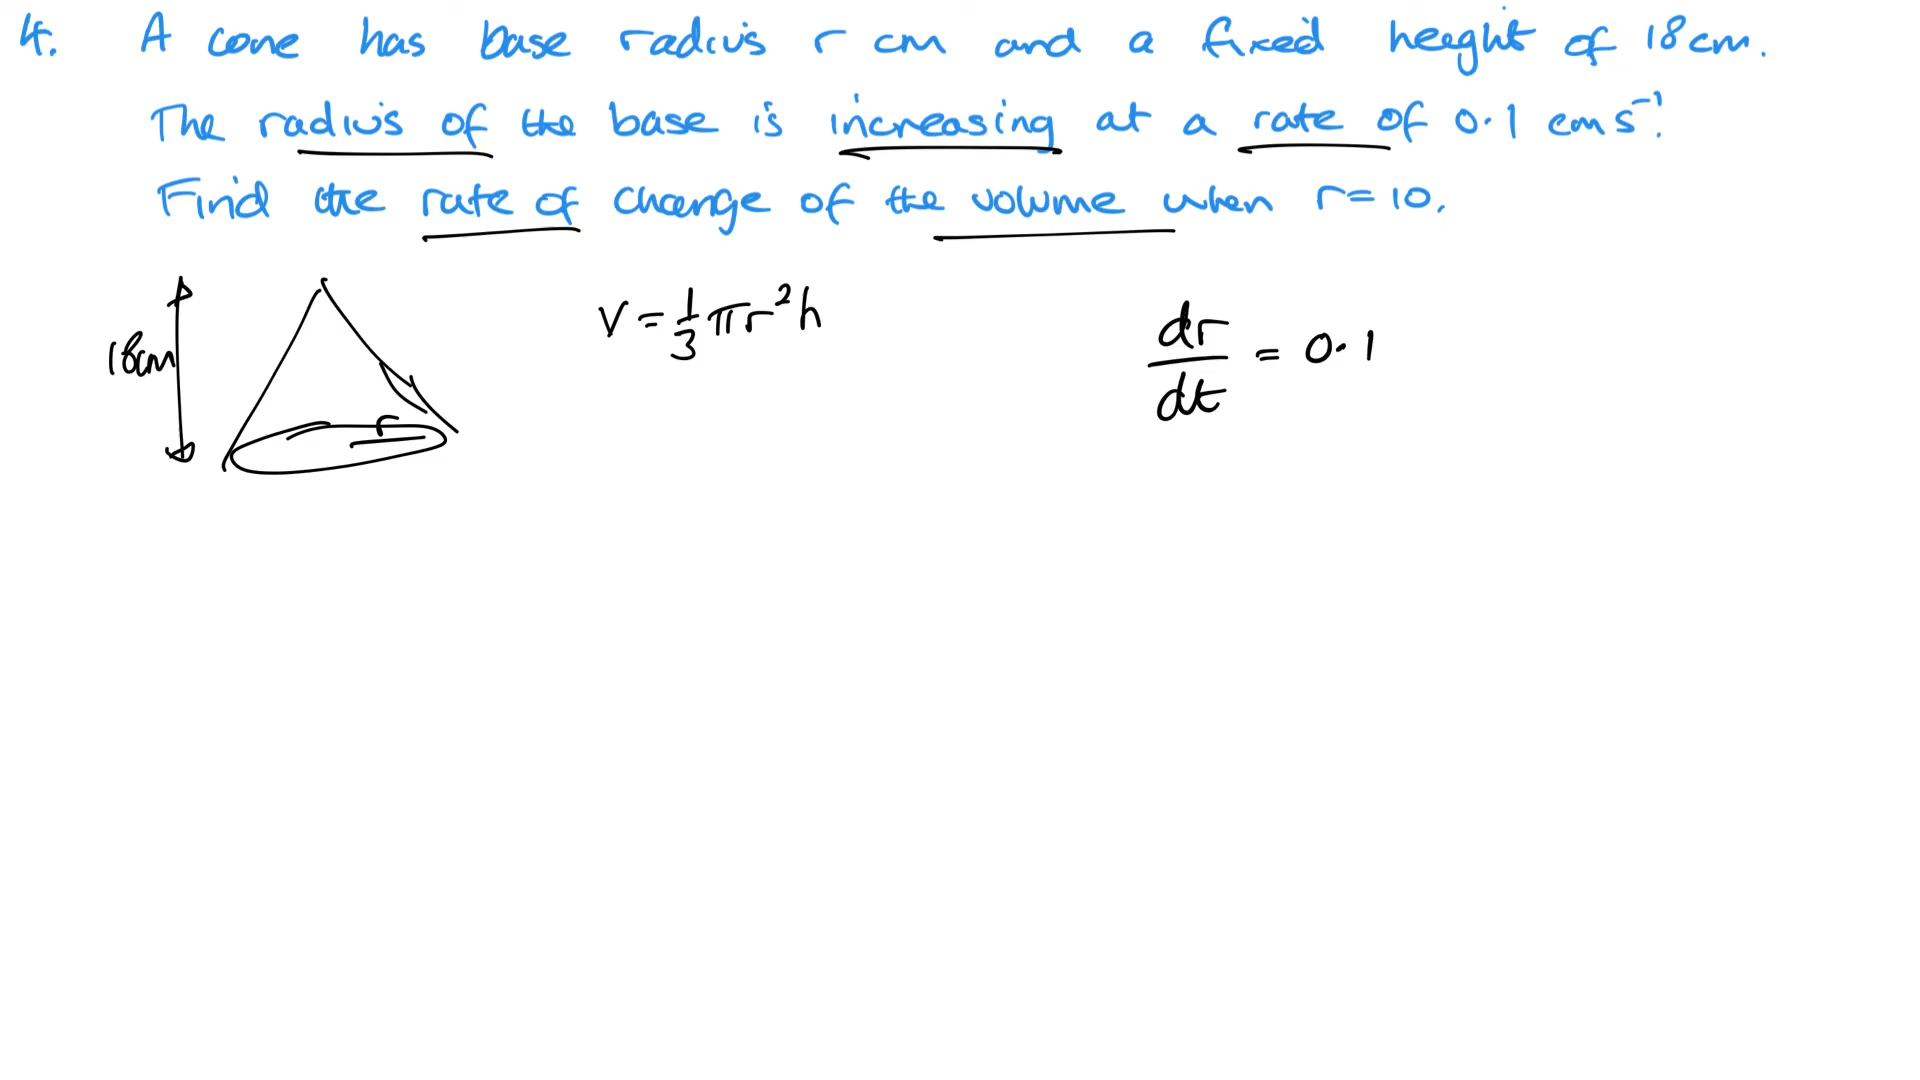 4. A cone has base radius r cm and a fixed height of 18cm.
The radius of the base is increasing at a rate of 0.1 cms⁻¹.
Find the rate of change of the volume when r=10.
18cm
r
V = 1/3 πr²h
dr/dt = 0.1